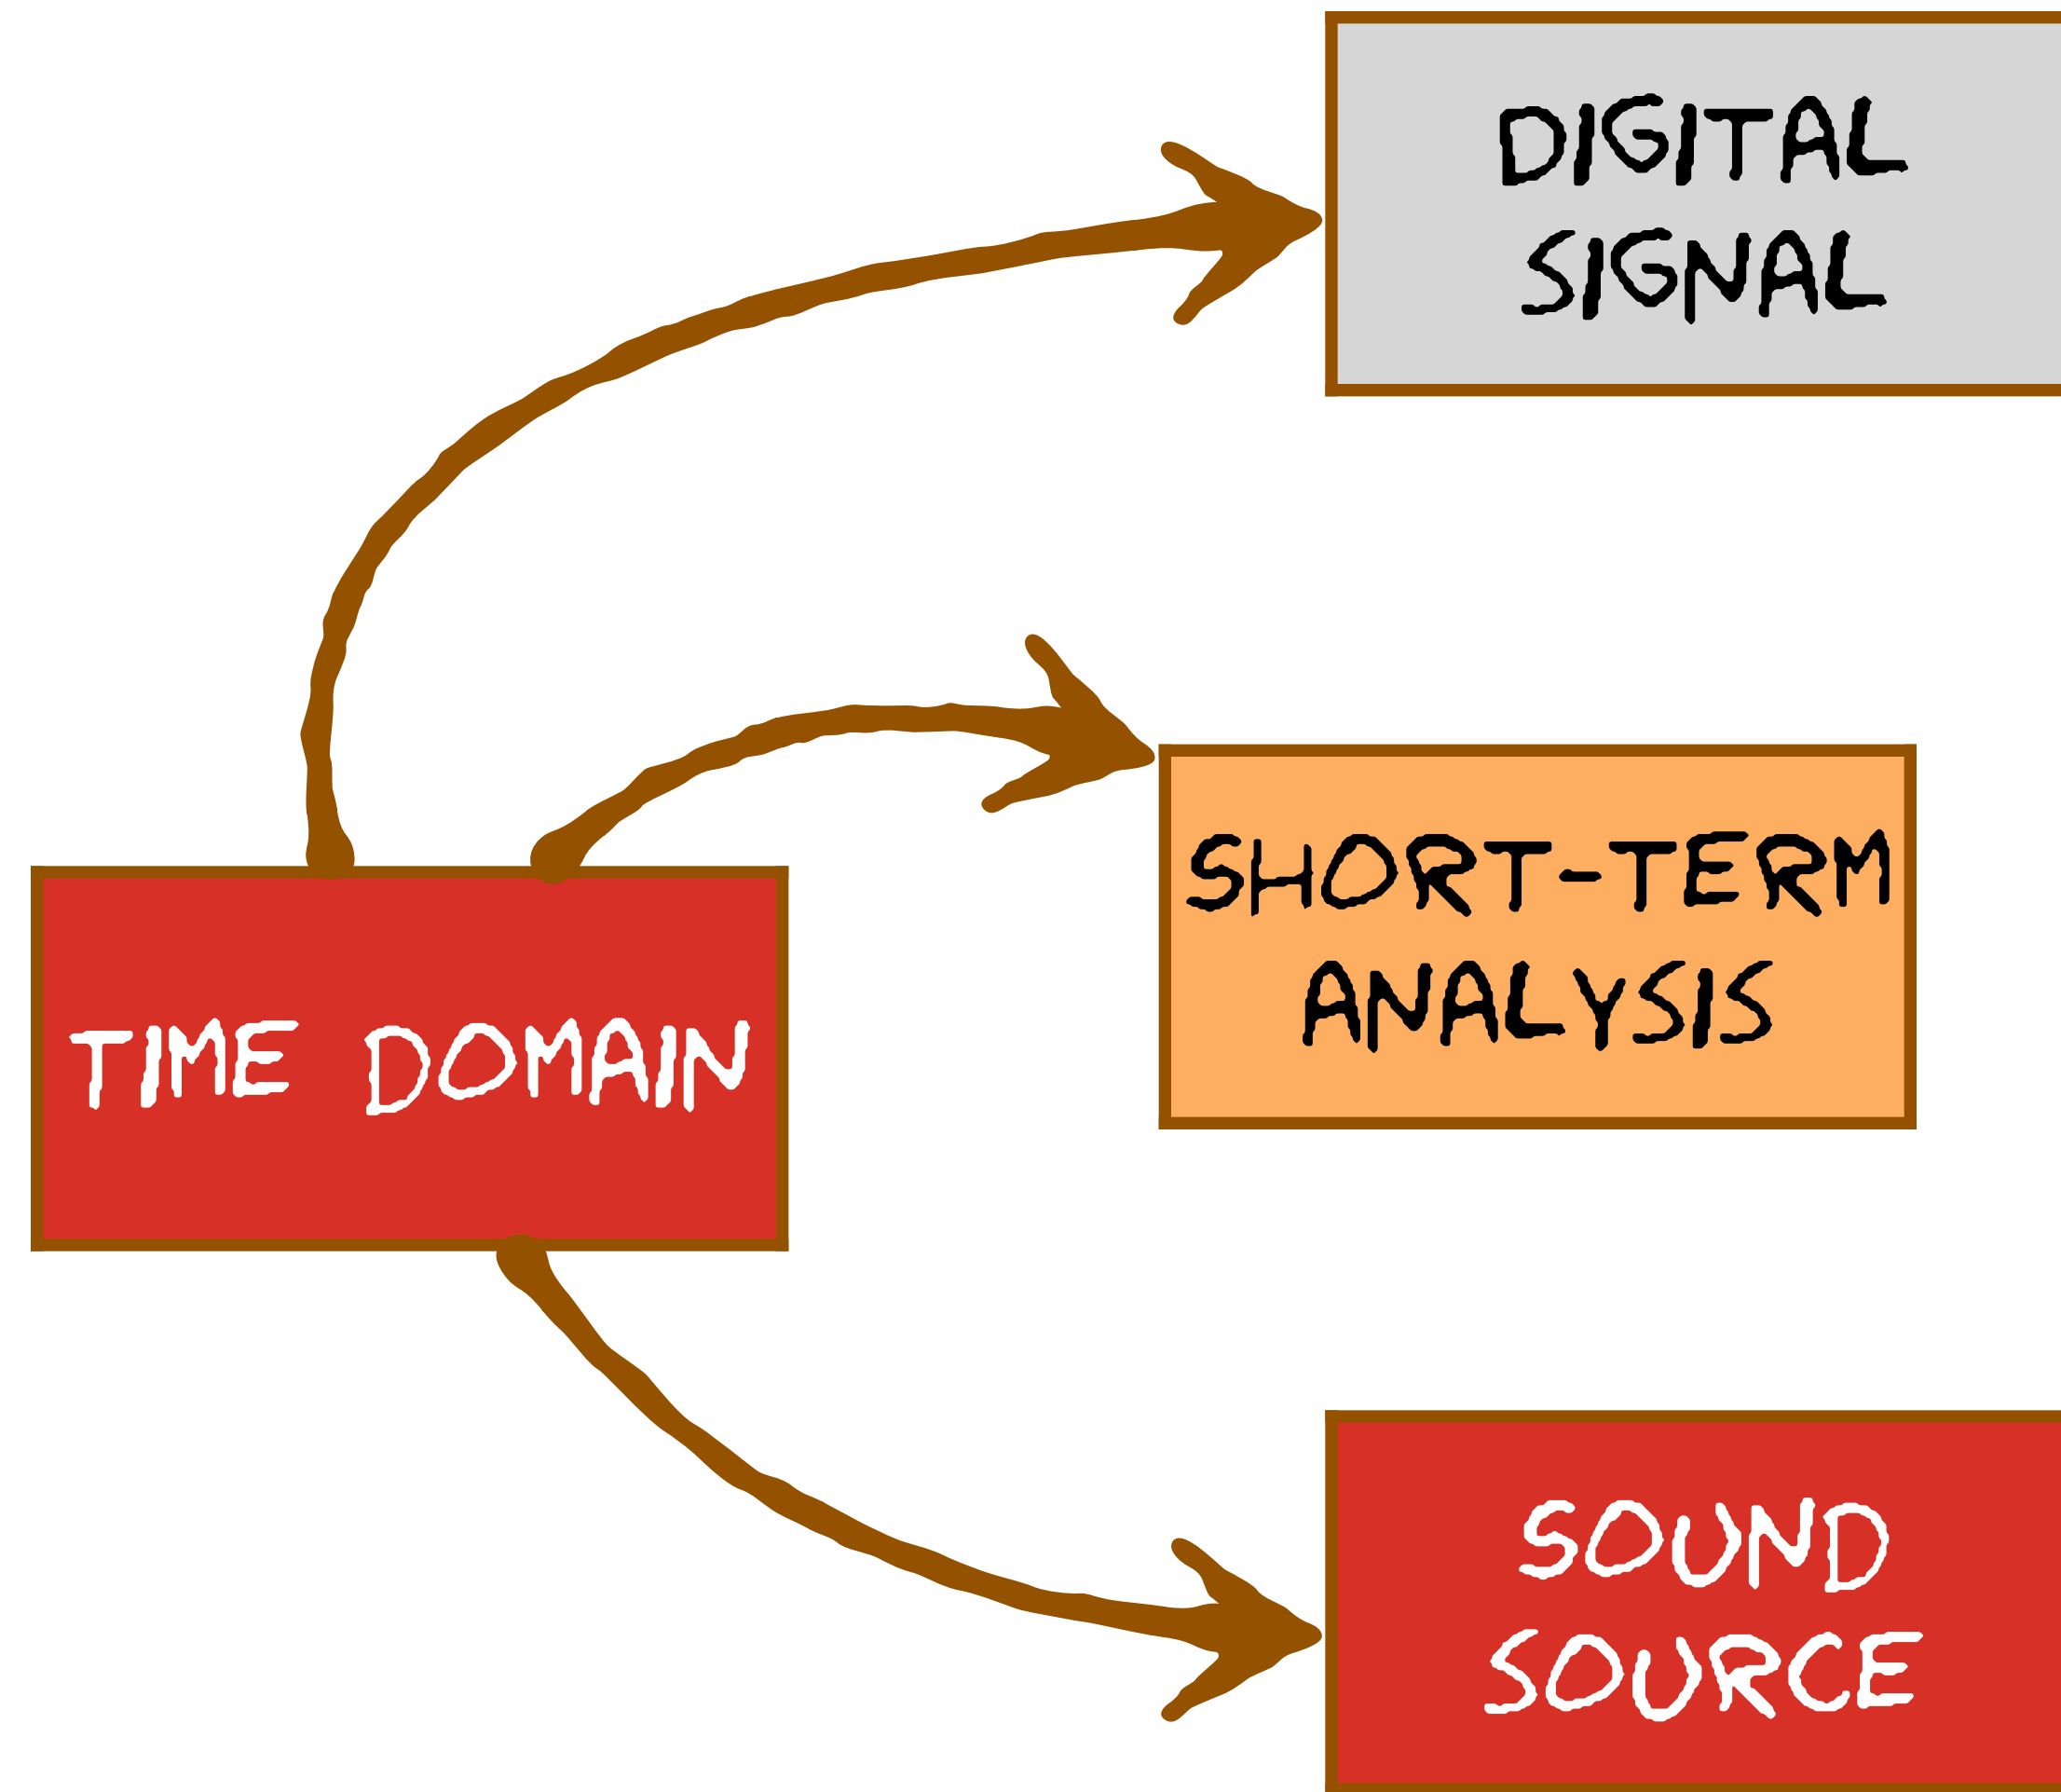 DIGITAL
SIGNAL
SHORT-TERM
ANALYSIS
TIME DOMAIN
SOUND
SOURCE